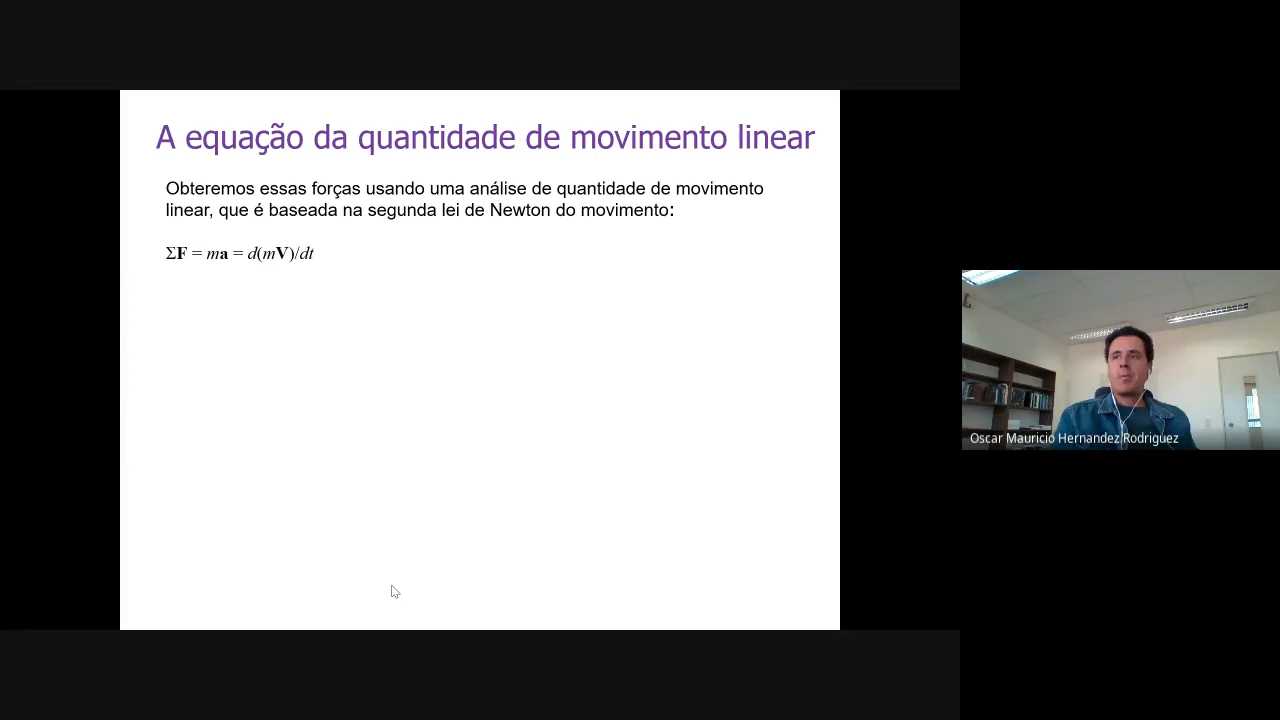 A equação da quantidade de movimento linear
Obteremos essas forças usando uma análise de quantidade de movimento
linear, que é baseada na segunda lei de Newton do movimento:
ΣF = ma = d(mV)/dt
Oscar Mauricio Hernandez Rodriguez